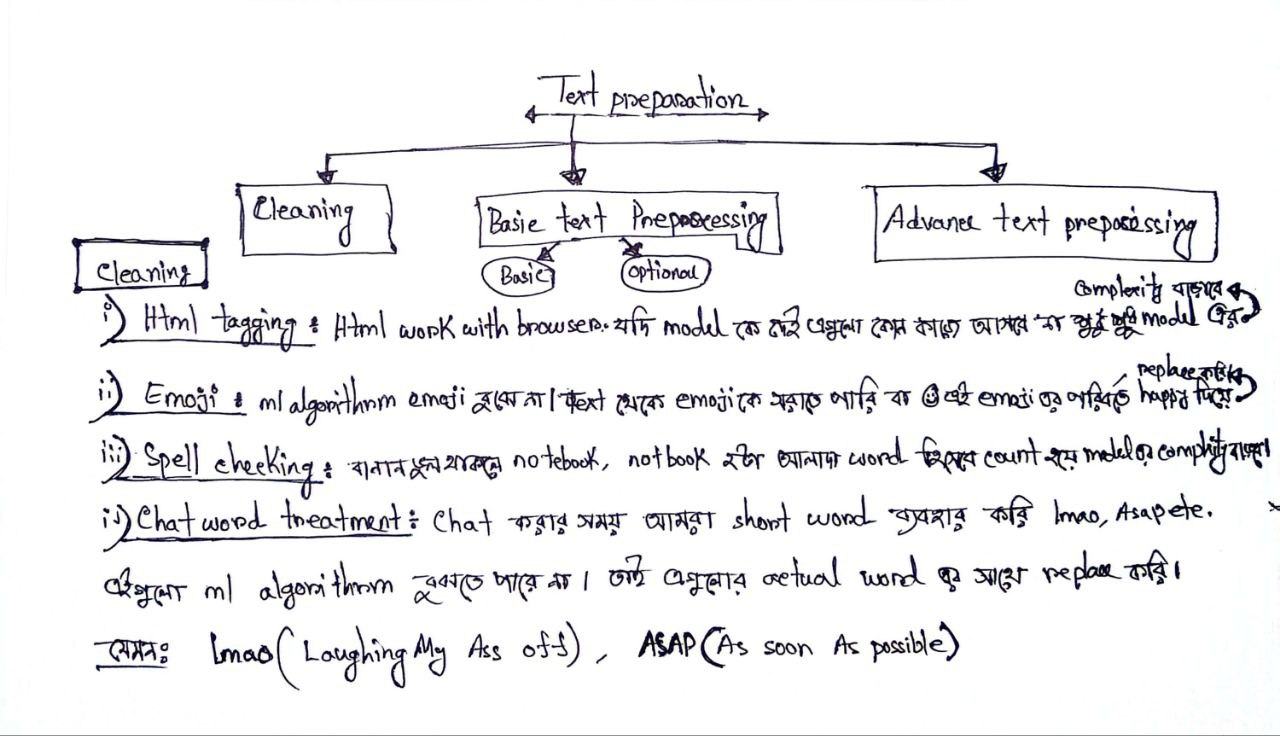 Text preparation
Cleaning
Basic text Preprocessing
Advance text preprocessing
Basic
optional
Cleaning
complexity বাড়াবে
i) Html tagging : Html work with browser. যদি model কে দেই এগুলো কোন কাজে আসবে না শুধু শুধু model এর
replace করি
ii) Emoji : ml algorithm emoji বুঝে না। text থেকে emoji কে সরাতে পারি বা ☺ এই emoji এর পরিবর্তে happy দিয়ে
iii) Spell checking : বানান ভুল থাকলে notebook, notbook দুইটা আলাদা word হিসেবে count হয়ে model এর complity বাড়ায়।
iv) Chat word treatment : Chat করার সময় আমরা short word ব্যবহার করি lmao, Asap etc.
এইগুলো ml algorithm বুঝতে পারে না। তাই এগুলোর actual word এর সাথে replace করি।
যেমন: lmao (Laughing My Ass off), ASAP (As soon As possible)